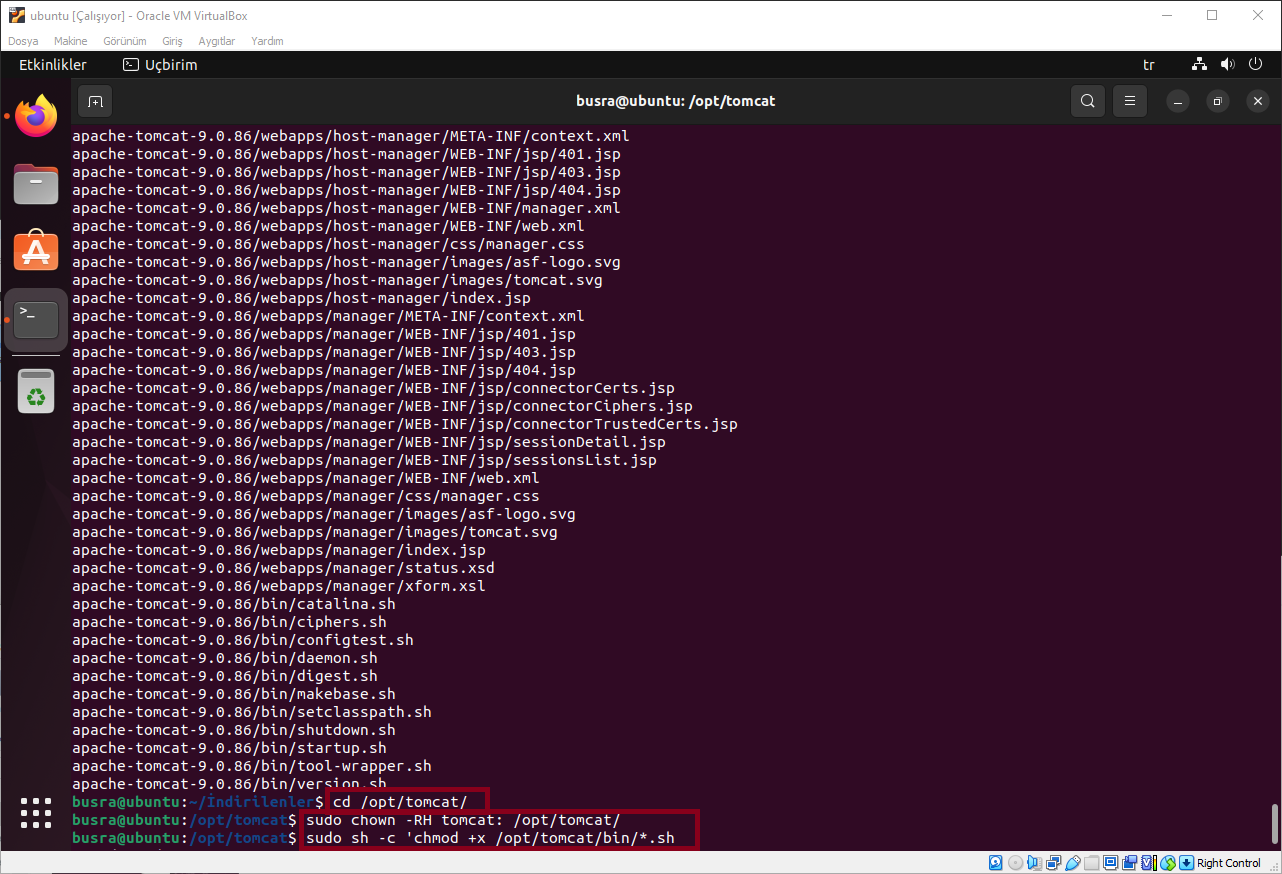 ubuntu [Çalışıyor] - Oracle VM VirtualBox
Dosya Makine Görünüm Giriş Aygıtlar Yardım
Etkinlikler Uçbirim tr
busra@ubuntu: /opt/tomcat
apache-tomcat-9.0.86/webapps/host-manager/META-INF/context.xml
apache-tomcat-9.0.86/webapps/host-manager/WEB-INF/jsp/401.jsp
apache-tomcat-9.0.86/webapps/host-manager/WEB-INF/jsp/403.jsp
apache-tomcat-9.0.86/webapps/host-manager/WEB-INF/jsp/404.jsp
apache-tomcat-9.0.86/webapps/host-manager/WEB-INF/manager.xml
apache-tomcat-9.0.86/webapps/host-manager/WEB-INF/web.xml
apache-tomcat-9.0.86/webapps/host-manager/css/manager.css
apache-tomcat-9.0.86/webapps/host-manager/images/asf-logo.svg
apache-tomcat-9.0.86/webapps/host-manager/images/tomcat.svg
apache-tomcat-9.0.86/webapps/host-manager/index.jsp
apache-tomcat-9.0.86/webapps/manager/META-INF/context.xml
apache-tomcat-9.0.86/webapps/manager/WEB-INF/jsp/401.jsp
apache-tomcat-9.0.86/webapps/manager/WEB-INF/jsp/403.jsp
apache-tomcat-9.0.86/webapps/manager/WEB-INF/jsp/404.jsp
apache-tomcat-9.0.86/webapps/manager/WEB-INF/jsp/connectorCerts.jsp
apache-tomcat-9.0.86/webapps/manager/WEB-INF/jsp/connectorCiphers.jsp
apache-tomcat-9.0.86/webapps/manager/WEB-INF/jsp/connectorTrustedCerts.jsp
apache-tomcat-9.0.86/webapps/manager/WEB-INF/jsp/sessionDetail.jsp
apache-tomcat-9.0.86/webapps/manager/WEB-INF/jsp/sessionsList.jsp
apache-tomcat-9.0.86/webapps/manager/WEB-INF/web.xml
apache-tomcat-9.0.86/webapps/manager/css/manager.css
apache-tomcat-9.0.86/webapps/manager/images/asf-logo.svg
apache-tomcat-9.0.86/webapps/manager/images/tomcat.svg
apache-tomcat-9.0.86/webapps/manager/index.jsp
apache-tomcat-9.0.86/webapps/manager/status.xsd
apache-tomcat-9.0.86/webapps/manager/xform.xsl
apache-tomcat-9.0.86/bin/catalina.sh
apache-tomcat-9.0.86/bin/ciphers.sh
apache-tomcat-9.0.86/bin/configtest.sh
apache-tomcat-9.0.86/bin/daemon.sh
apache-tomcat-9.0.86/bin/digest.sh
apache-tomcat-9.0.86/bin/makebase.sh
apache-tomcat-9.0.86/bin/setclasspath.sh
apache-tomcat-9.0.86/bin/shutdown.sh
apache-tomcat-9.0.86/bin/startup.sh
apache-tomcat-9.0.86/bin/tool-wrapper.sh
apache-tomcat-9.0.86/bin/version.sh
busra@ubuntu:~/İndirilenler$ cd /opt/tomcat/
busra@ubuntu:/opt/tomcat$ sudo chown -RH tomcat: /opt/tomcat/
busra@ubuntu:/opt/tomcat$ sudo sh -c 'chmod +x /opt/tomcat/bin/*.sh
Right Control